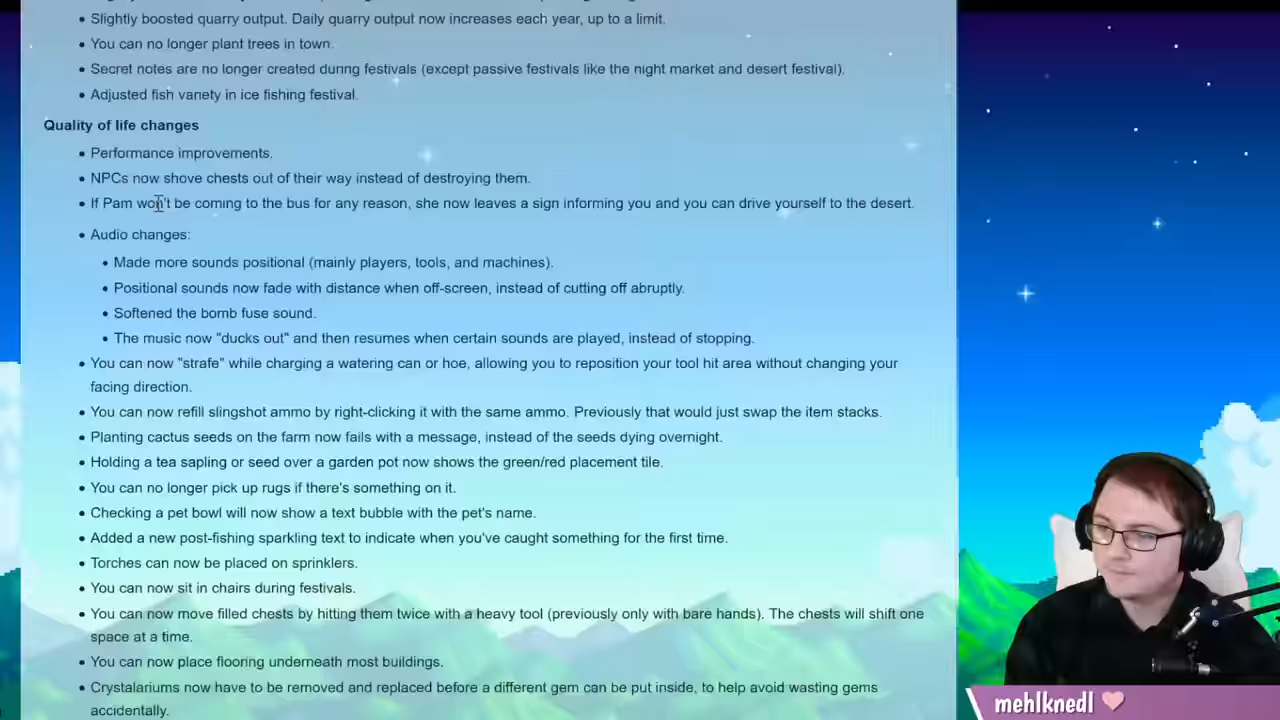 Slightly boosted quarry output. Daily quarry output now increases each year, up to a limit.
You can no longer plant trees in town.
Secret notes are no longer created during festivals (except passive festivals like the night market and desert festival).
Adjusted fish variety in ice fishing festival.
Quality of life changes
Performance improvements.
NPCs now shove chests out of their way instead of destroying them.
If Pam won't be coming to the bus for any reason, she now leaves a sign informing you and you can drive yourself to the desert.
Audio changes:
Made more sounds positional (mainly players, tools, and machines).
Positional sounds now fade with distance when off-screen, instead of cutting off abruptly.
Softened the bomb fuse sound.
The music now "ducks out" and then resumes when certain sounds are played, instead of stopping.
You can now "strafe" while charging a watering can or hoe, allowing you to reposition your tool hit area without changing your
facing direction.
You can now refill slingshot ammo by right-clicking it with the same ammo. Previously that would just swap the item stacks.
Planting cactus seeds on the farm now fails with a message, instead of the seeds dying overnight.
Holding a tea sapling or seed over a garden pot now shows the green/red placement tile.
You can no longer pick up rugs if there's something on it.
Checking a pet bowl will now show a text bubble with the pet's name.
Added a new post-fishing sparkling text to indicate when you've caught something for the first time.
Torches can now be placed on sprinklers.
You can now sit in chairs during festivals.
You can now move filled chests by hitting them twice with a heavy tool (previously only with bare hands). The chests will shift one
space at a time.
You can now place flooring underneath most buildings.
Crystalariums now have to be removed and replaced before a different gem can be put inside, to help avoid wasting gems
accidentally.
mehlknedl